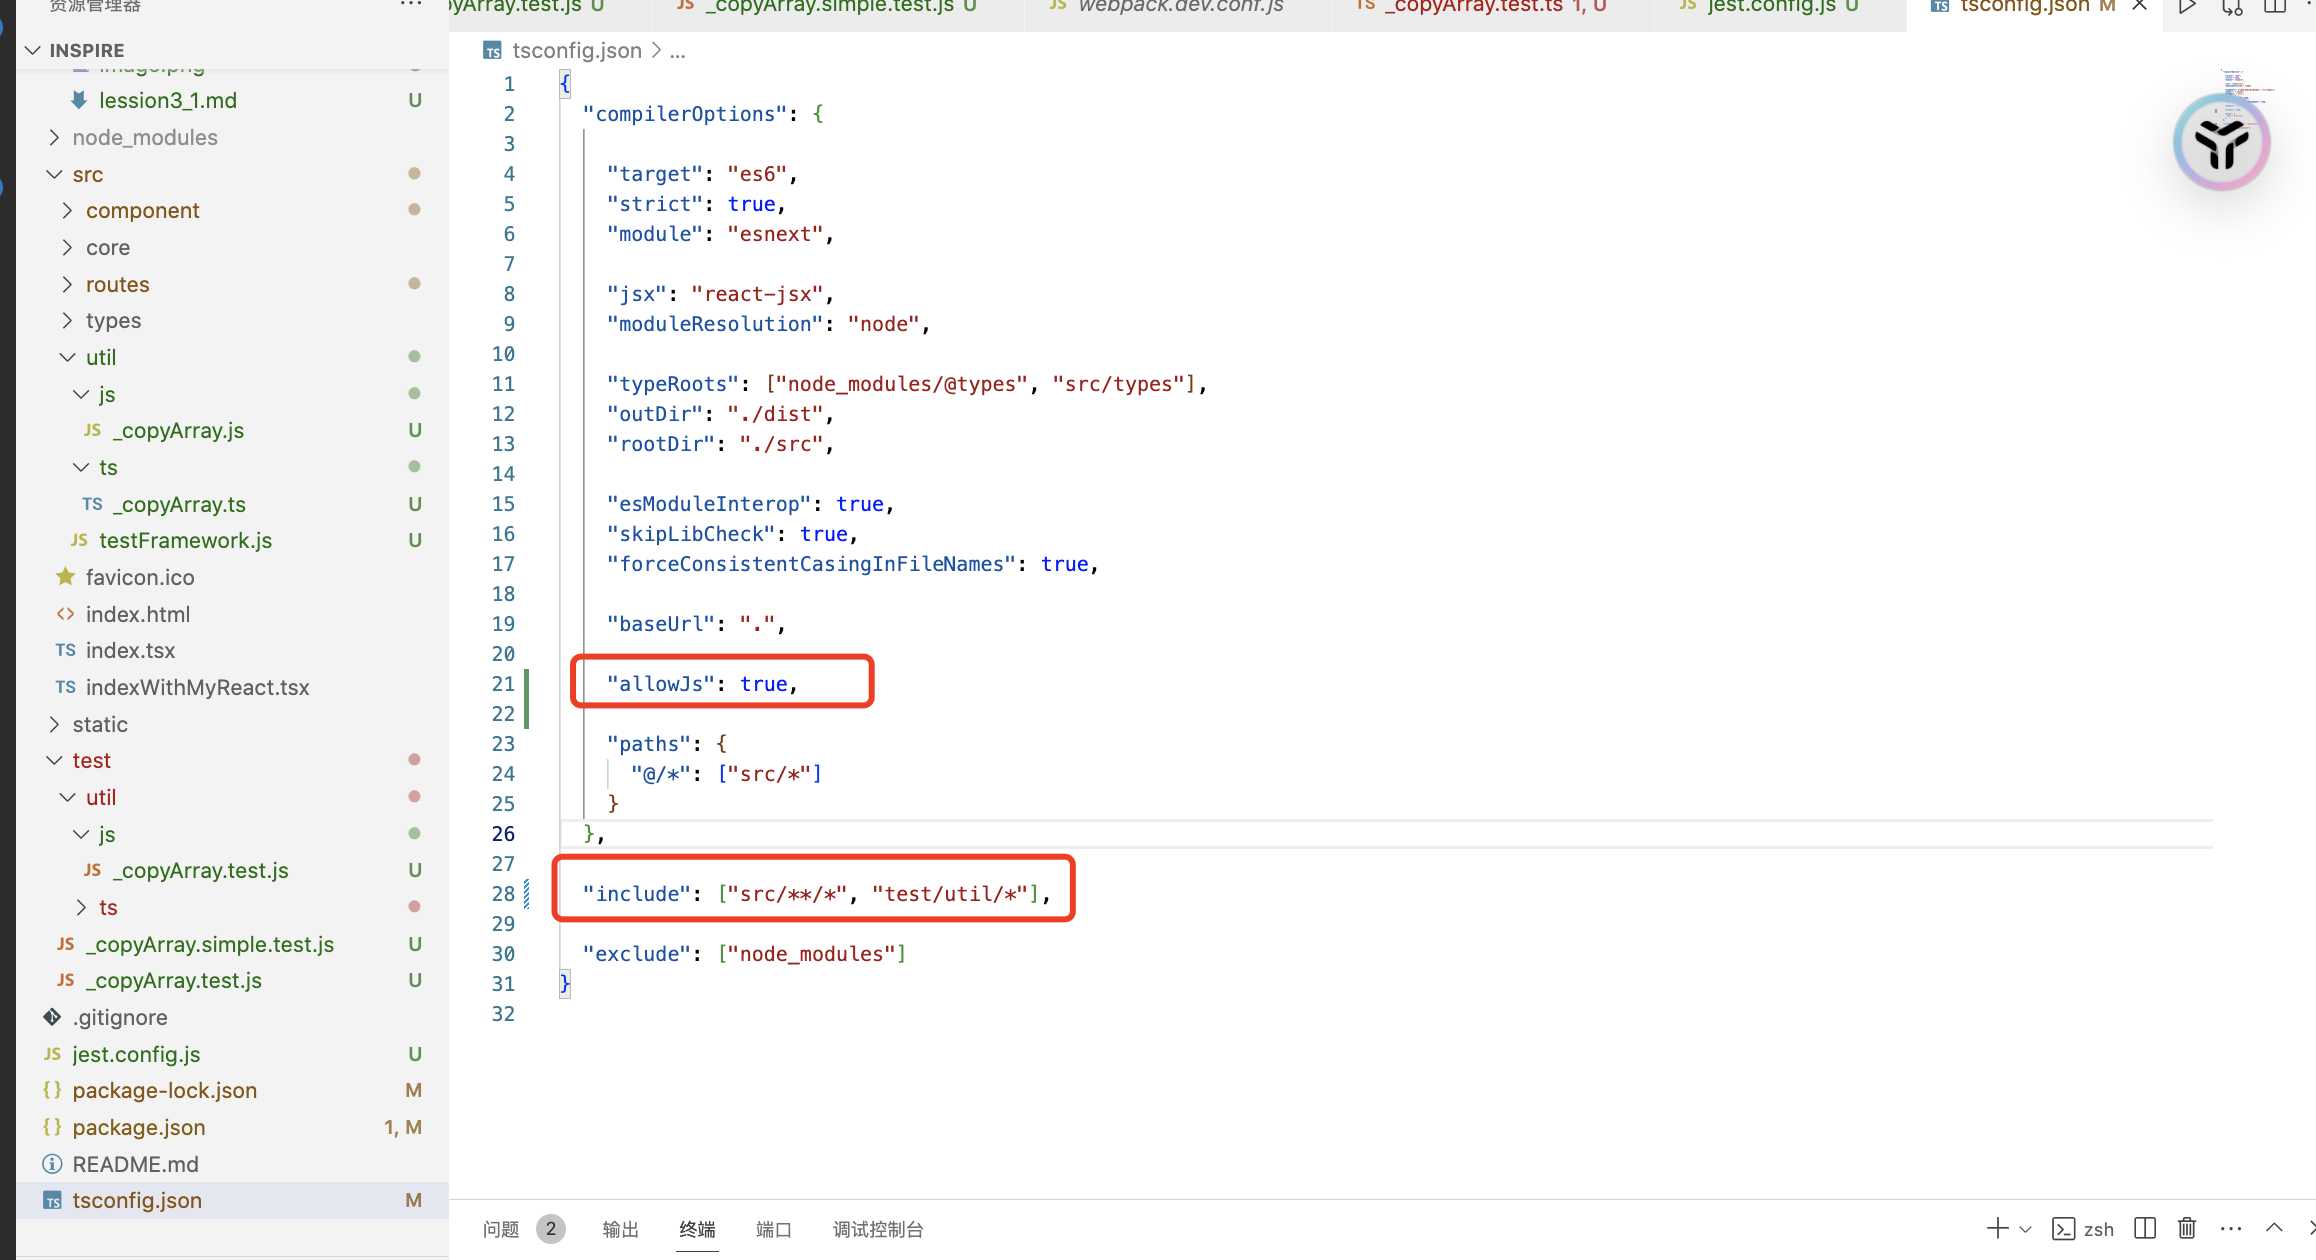 资源管理器
···
INSPIRE
image.png
lession3_1.md U
node_modules
src
component
core
routes
types
util
js
JS _copyArray.js U
ts
TS _copyArray.ts U
JS testFramework.js U
favicon.ico
<> index.html
TS index.tsx
TS indexWithMyReact.tsx
static
test
util
js
JS _copyArray.test.js U
ts
JS _copyArray.simple.test.js U
JS _copyArray.test.js U
.gitignore
JS jest.config.js U
{} package-lock.json M
{} package.json 1, M
README.md
TS tsconfig.json M
yArray.test.js U
JS _copyArray.simple.test.js U
JS webpack.dev.conf.js
TS _copyArray.test.ts 1, U
JS jest.config.js U
TS tsconfig.json M
TS tsconfig.json > ...
1 {
2 "compilerOptions": {
3
4 "target": "es6",
5 "strict": true,
6 "module": "esnext",
7
8 "jsx": "react-jsx",
9 "moduleResolution": "node",
10
11 "typeRoots": ["node_modules/@types", "src/types"],
12 "outDir": "./dist",
13 "rootDir": "./src",
14
15 "esModuleInterop": true,
16 "skipLibCheck": true,
17 "forceConsistentCasingInFileNames": true,
18
19 "baseUrl": ".",
20
21 "allowJs": true,
22
23 "paths": {
24 "@/*": ["src/*"]
25 }
26 },
27
28 "include": ["src/**/*", "test/util/*"],
29
30 "exclude": ["node_modules"]
31 }
32
问题 2 输出 终端 端口 调试控制台
zsh